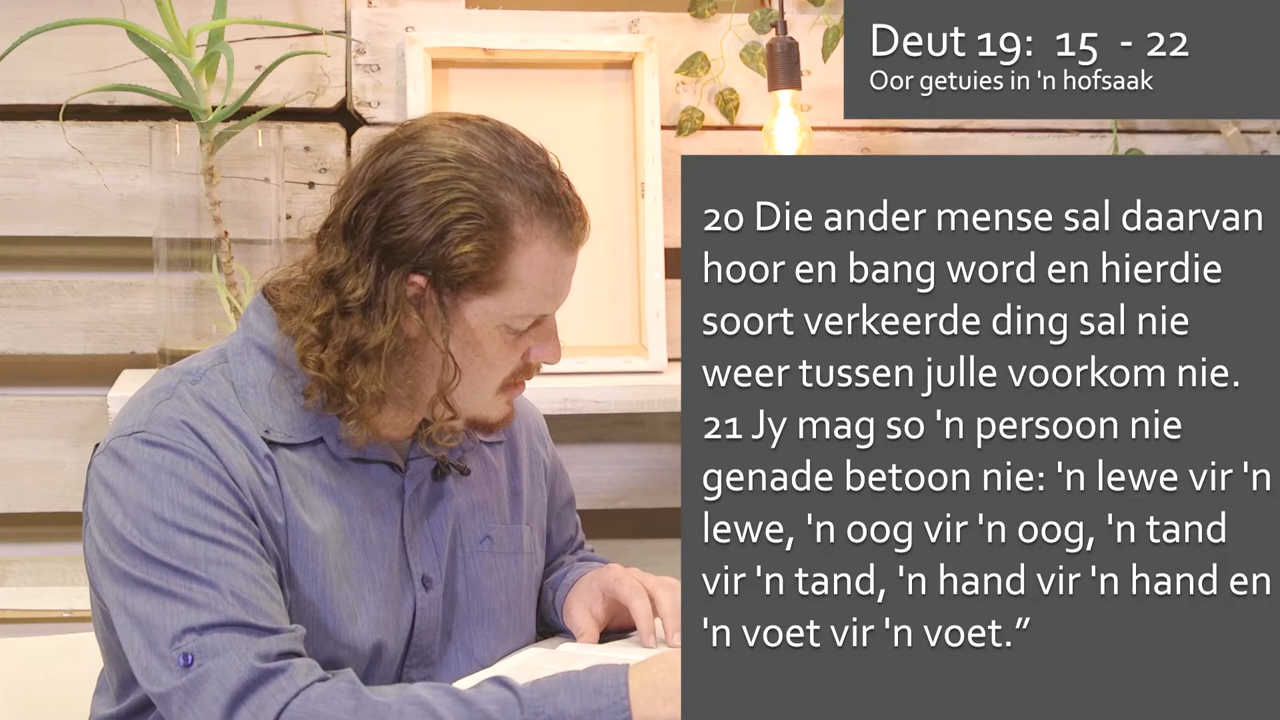 Deut 19: 15 - 22
Oor getuies in 'n hofsaak
20 Die ander mense sal daarvan
hoor en bang word en hierdie
soort verkeerde ding sal nie
weer tussen julle voorkom nie.
21 Jy mag so 'n persoon nie
genade betoon nie: 'n lewe vir 'n
lewe, 'n oog vir 'n oog, 'n tand
vir 'n tand, 'n hand vir 'n hand en
'n voet vir 'n voet.”